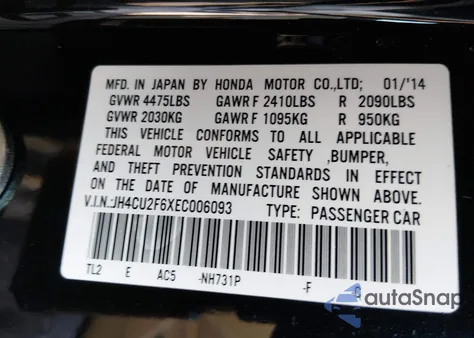 MFD. IN JAPAN BY HONDA MOTOR CO.,LTD; 01/'14
GVWR 4475LBS GAWR F 2410LBS R 2090LBS
GVWR 2030KG GAWR F 1095KG R 950KG
THIS VEHICLE CONFORMS TO ALL APPLICABLE
FEDERAL MOTOR VEHICLE SAFETY ,BUMPER,
AND THEFT PREVENTION STANDARDS IN EFFECT
ON THE DATE OF MANUFACTURE SHOWN ABOVE.
V.I.N:JH4CU2F6XEC006093 TYPE: PASSENGER CAR
TL2 E AC5 -NH731P -F
autoSnap